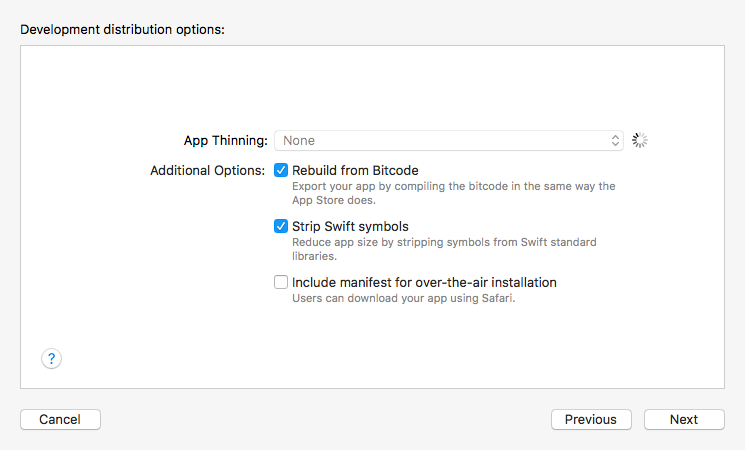 Development distribution options:
App Thinning: None
Additional Options: Rebuild from Bitcode
Export your app by compiling the bitcode in the same way the
App Store does.
Strip Swift symbols
Reduce app size by stripping symbols from Swift standard
libraries.
Include manifest for over-the-air installation
Users can download your app using Safari.
?
Cancel Previous Next